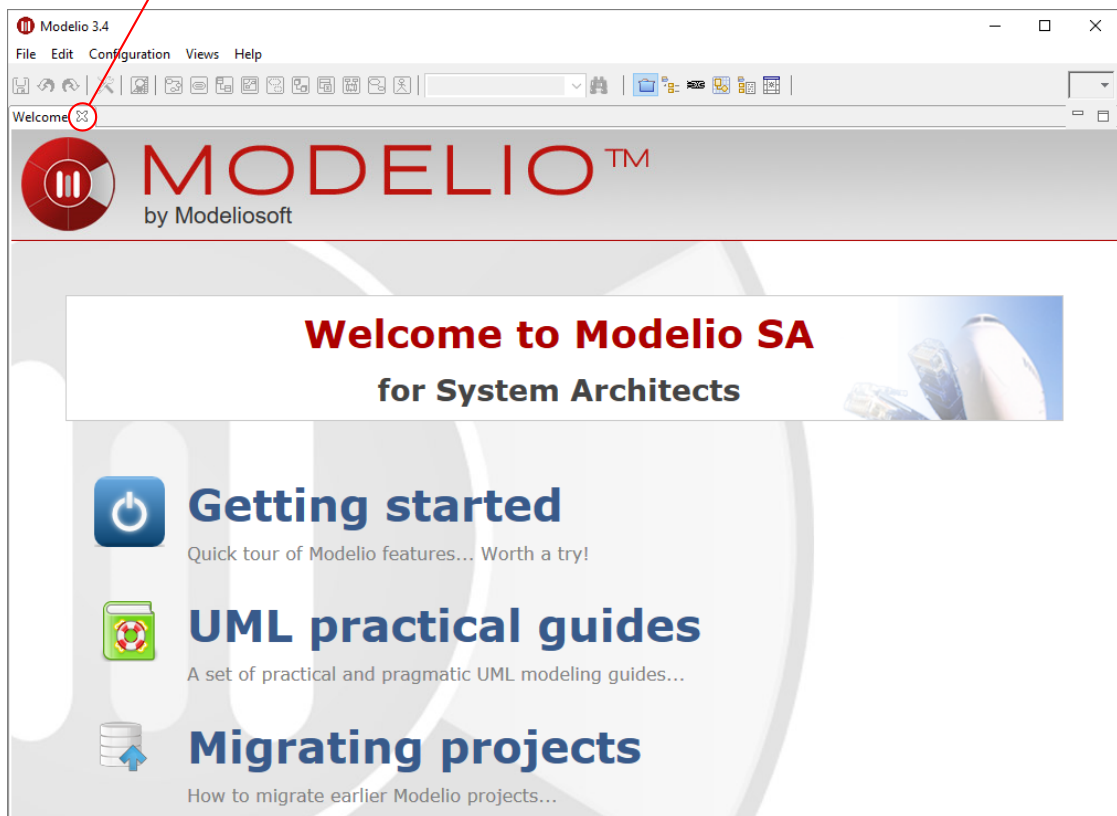 Modelio 3.4
File Edit Configuration Views Help
Welcome
MODELIO™
by Modeliosoft
Welcome to Modelio SA
for System Architects
Getting started
Quick tour of Modelio features... Worth a try!
UML practical guides
A set of practical and pragmatic UML modeling guides...
Migrating projects
How to migrate earlier Modelio projects...